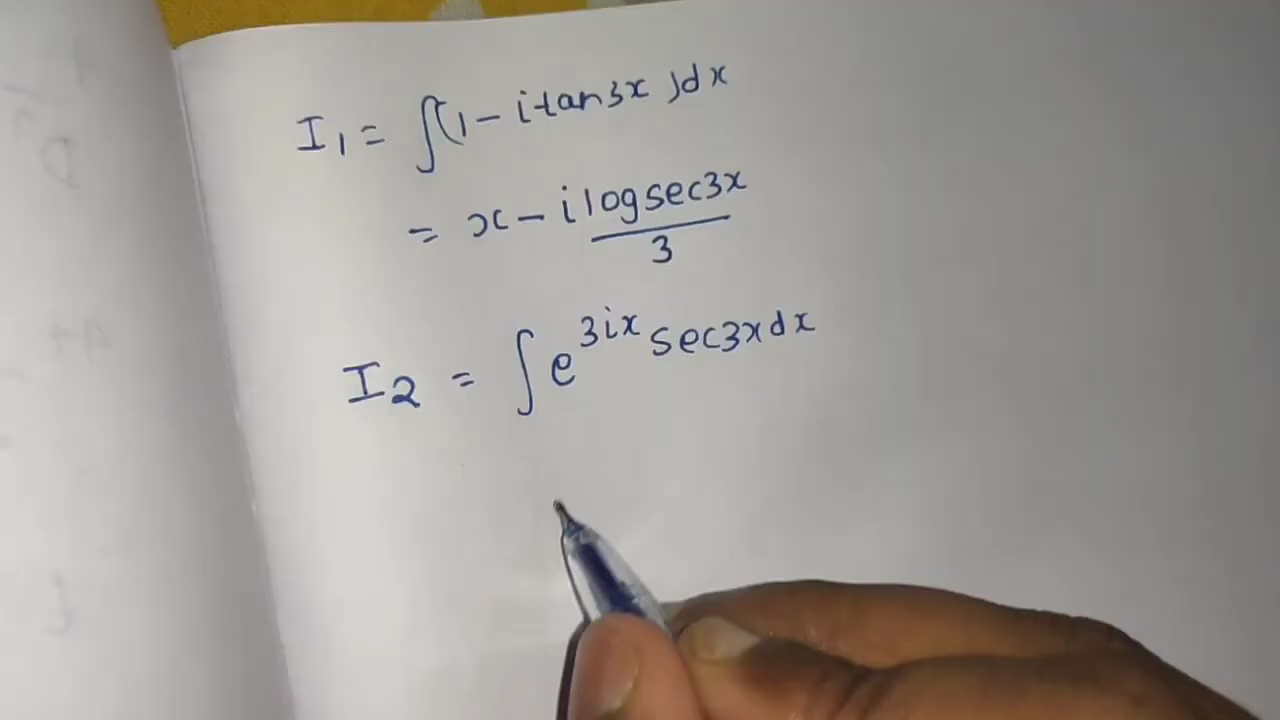 I₁ = ∫(1 - i tan3x)dx
= x - i log sec3x / 3
I₂ = ∫e^{3ix} sec3x dx